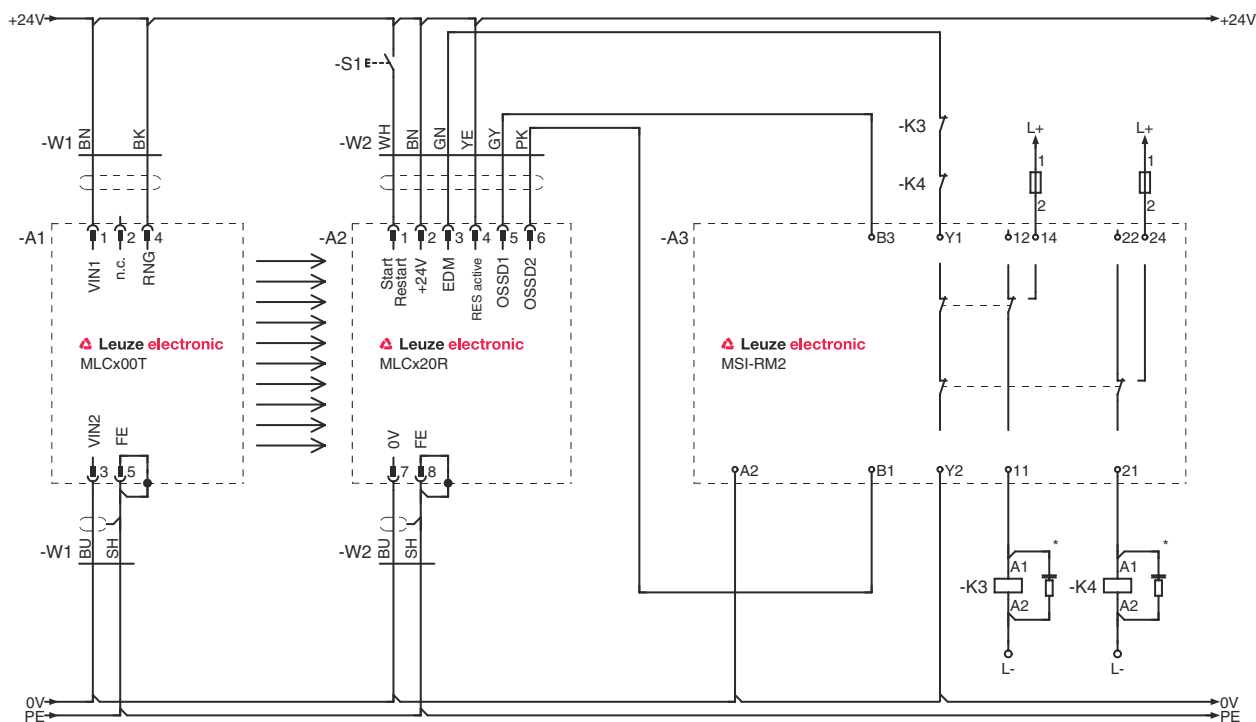 +24V
+24V
-S1
E
-W1
BN
BK
-W2
WH
BN
GN
YE
GY
PK
-K3
-K4
L+
1
2
L+
1
2
-A1
1
2
4
VIN1
n.c.
RNG
-A2
1
2
3
4
5
6
Start
Restart
+24V
EDM
RES active
OSSD1
OSSD2
-A3
B3
Y1
12
14
22
24
Leuze electronic
MLCx00T
Leuze electronic
MLCx20R
Leuze electronic
MSI-RM2
VIN2
FE
3
5
0V
FE
7
8
A2
B1
Y2
11
21
-W1
BU
SH
-W2
BU
SH
-K3
A1
A2
*
L-
-K4
A1
A2
*
L-
0V
0V
PE
PE